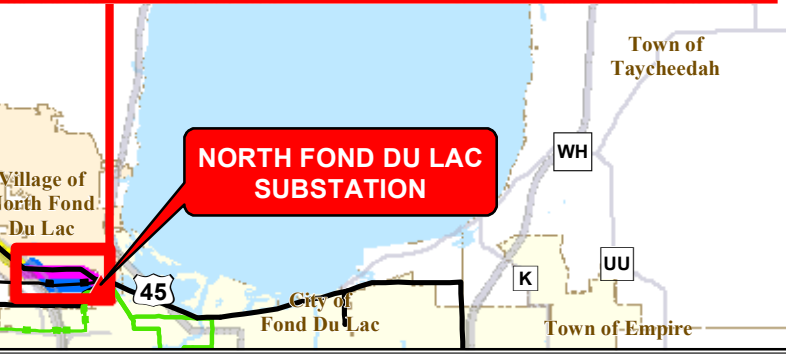 Town of
Taycheedah
WH
NORTH FOND DU LAC
SUBSTATION
Village of
North Fond
Du Lac
UU
K
45
City of
Fond Du Lac
Town of Empire